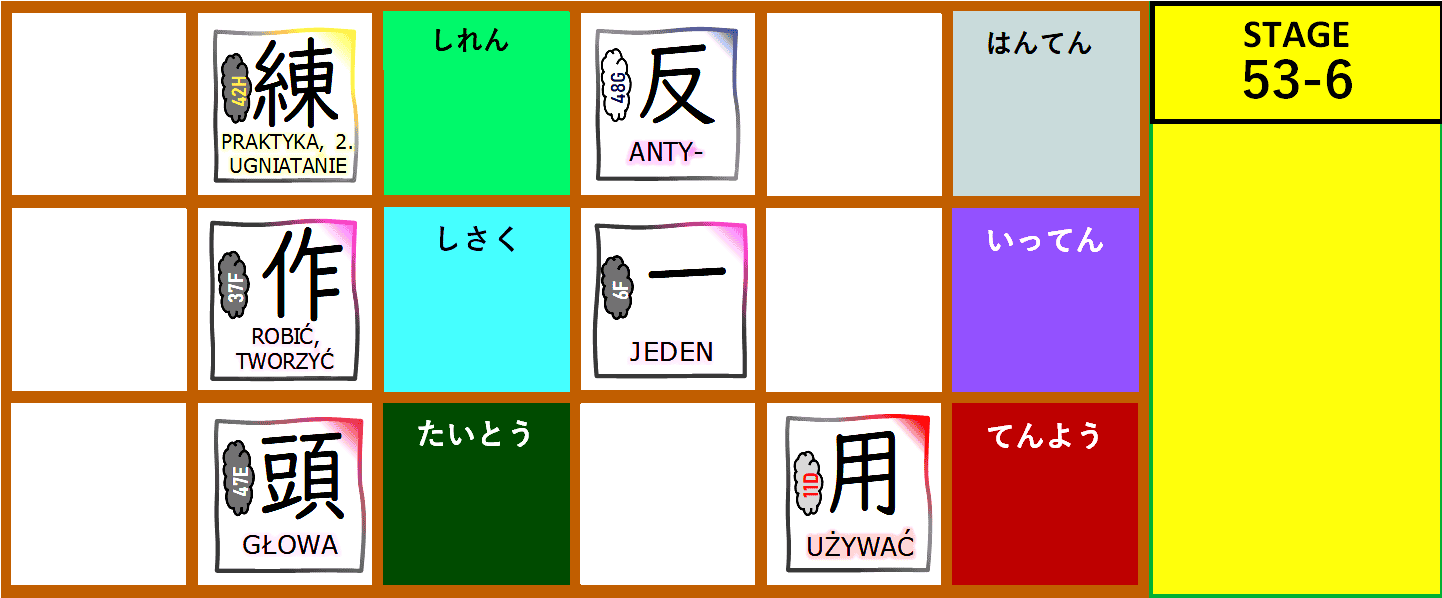 練
42H
PRAKTYKA, 2.
UGNIATANIE
しれん
反
48G
ANTY-
はんてん
STAGE
53-6
作
37F
ROBIĆ,
TWORZYĆ
しさく
一
6F
JEDEN
いってん
頭
47E
GŁOWA
たいとう
用
11D
UŻYWAĆ
てんよう